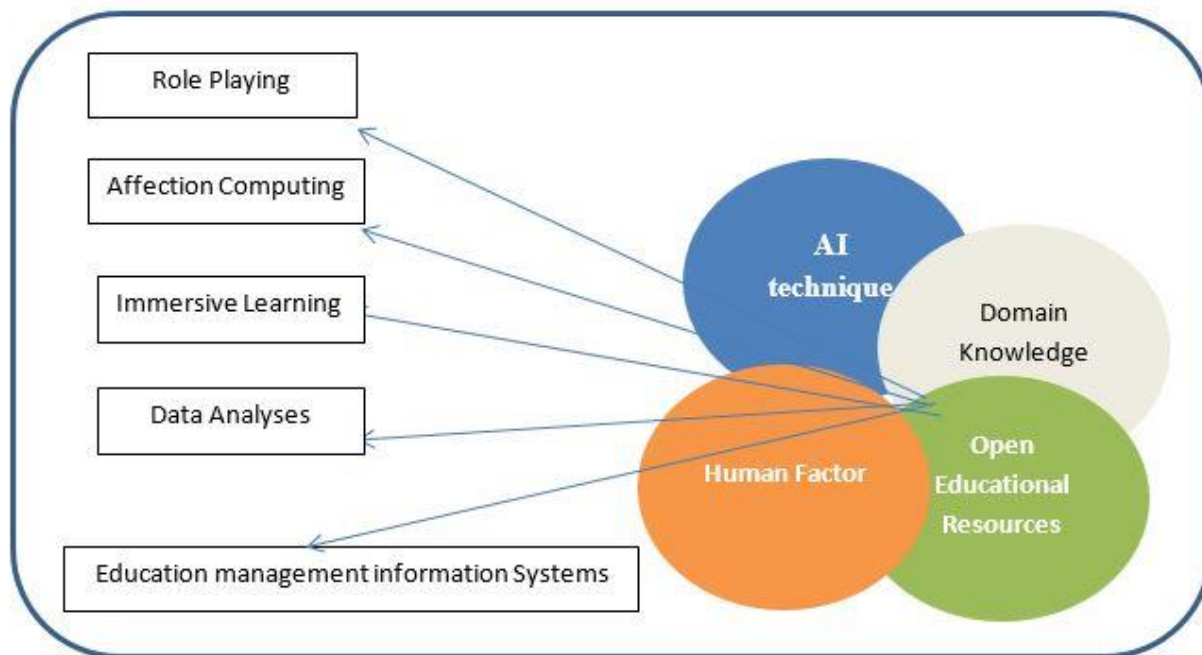 Role Playing
Affection Computing
Immersive Learning
Data Analyses
Education management information Systems
AI
technique
Domain
Knowledge
Human Factor
Open
Educational
Resources